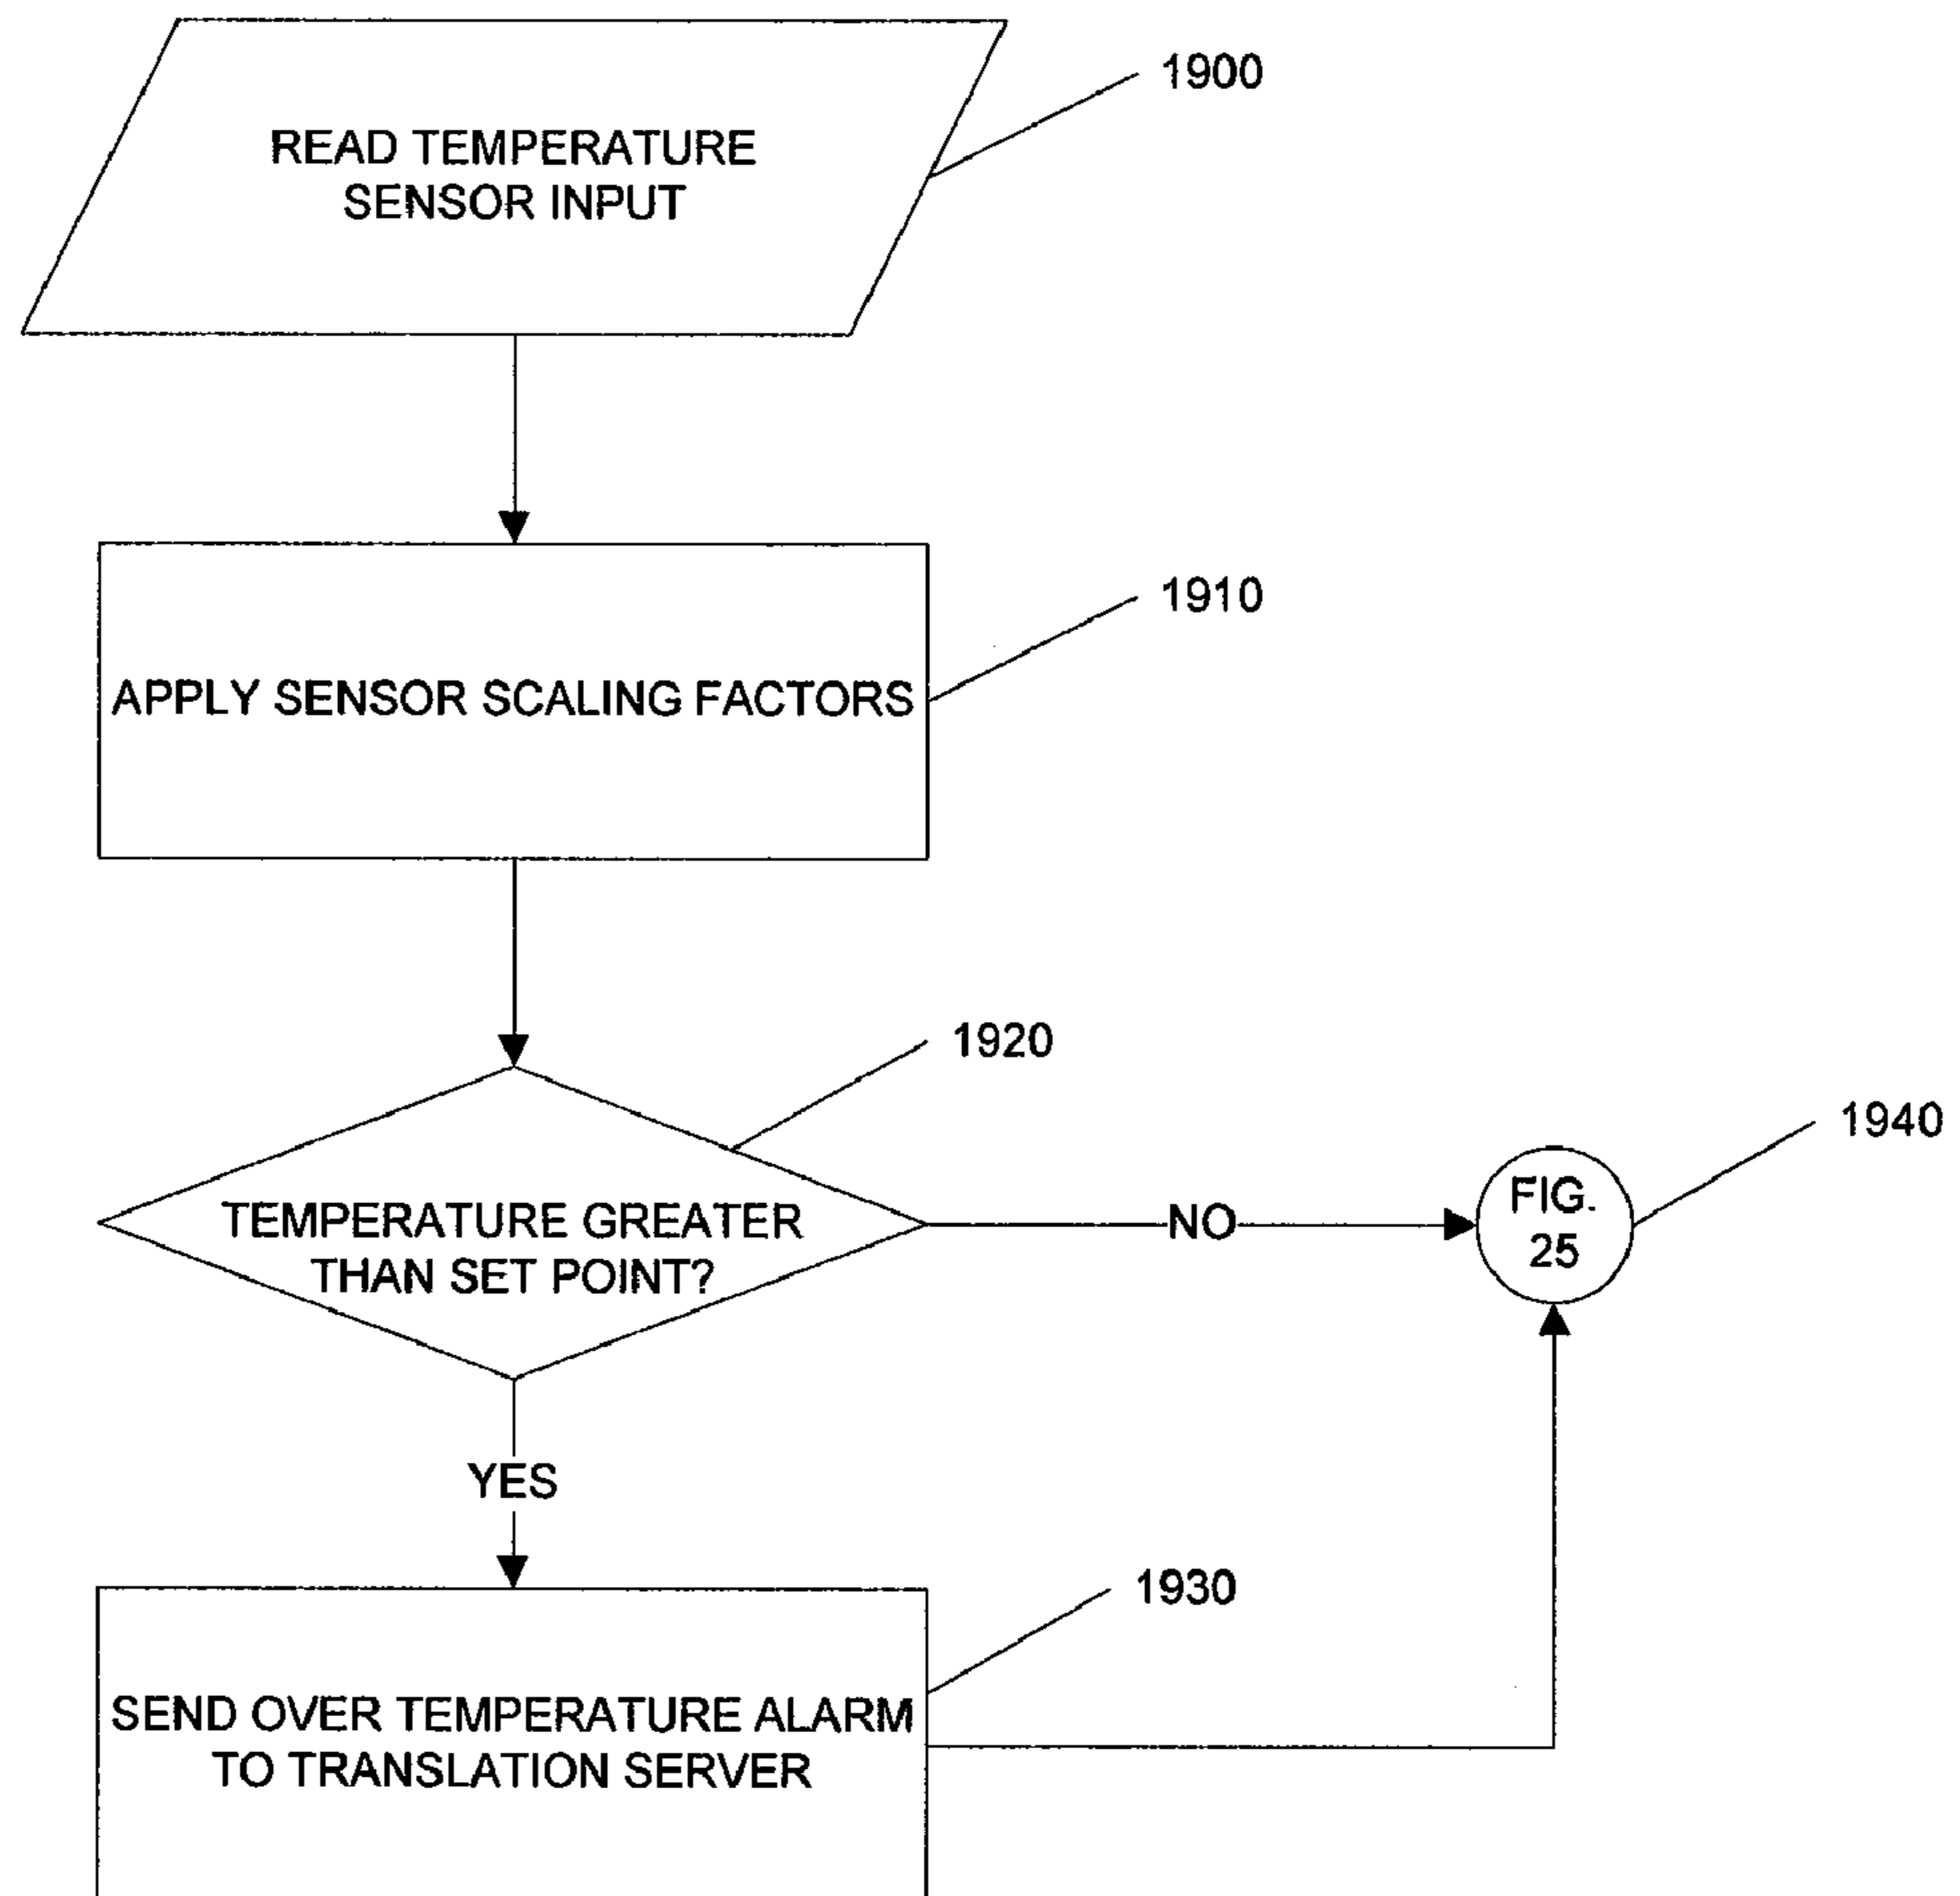 1900
READ TEMPERATURE
SENSOR INPUT
1910
APPLY SENSOR SCALING FACTORS
1920
1940
TEMPERATURE GREATER
THAN SET POINT?
NO
FIG.
25
YES
1930
SEND OVER TEMPERATURE ALARM
TO TRANSLATION SERVER